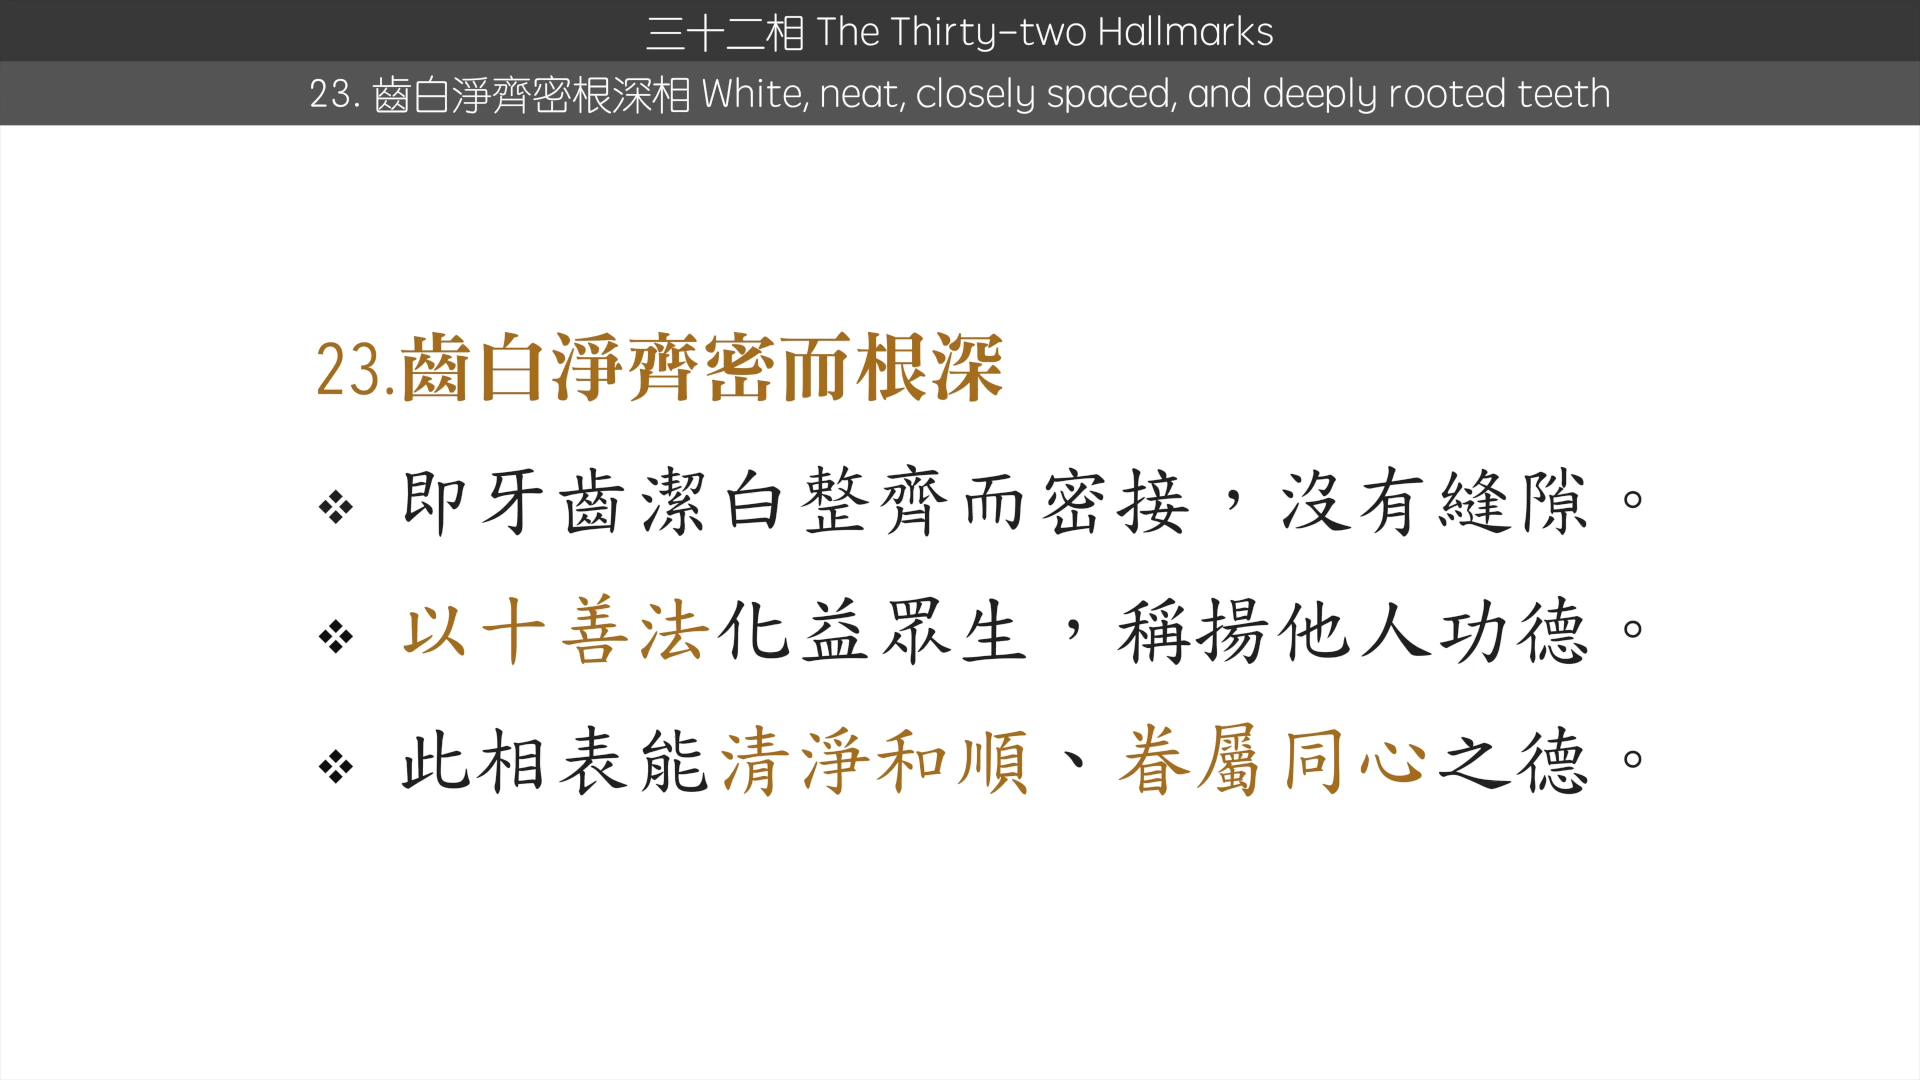 三十二相 The Thirty-two Hallmarks
23. 齒白淨齊密根深相 White, neat, closely spaced, and deeply rooted teeth
23.齒白淨齊密而根深
❖ 即牙齒潔白整齊而密接，沒有縫隙。
❖ 以十善法化益眾生，稱揚他人功德。
❖ 此相表能清淨和順、眷屬同心之德。